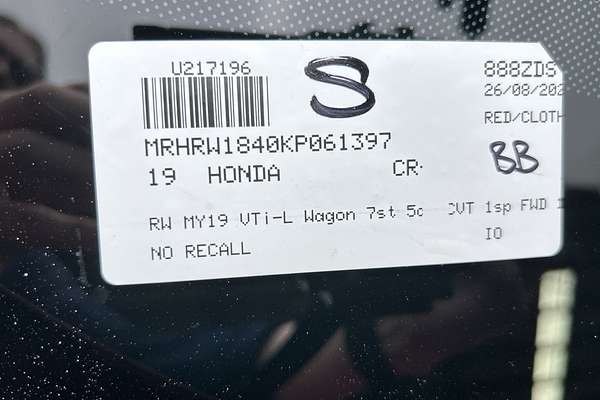 U217196 S 888ZDS
26/08/202
RED/CLOTH
MRHRW1840KP061397 BB
19 HONDA CR-
RW MY19 VTi-L Wagon 7st 5d CVT 1sp FWD
NO RECALL IO